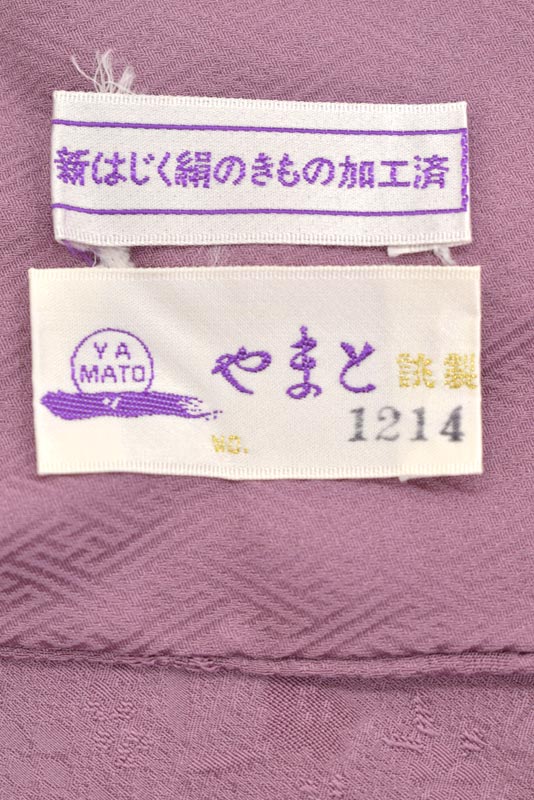 新はじく絹のきもの加工済
YA
MATO
やまと誂製
NO.
1214